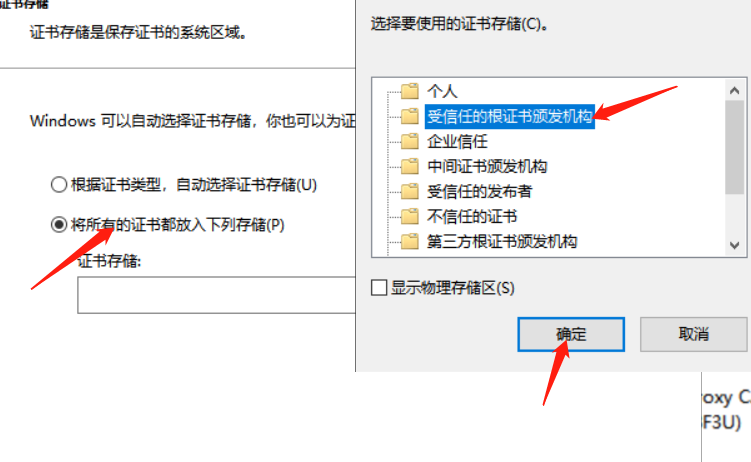 证书存储
证书存储是保存证书的系统区域。
Windows 可以自动选择证书存储，你也可以为证
根据证书类型，自动选择证书存储(U)
将所有的证书都放入下列存储(P)
证书存储:
选择要使用的证书存储(C)。
个人
受信任的根证书颁发机构
企业信任
中间证书颁发机构
受信任的发布者
不信任的证书
第三方根证书颁发机构
显示物理存储区(S)
确定
取消
roxy C
F3U)